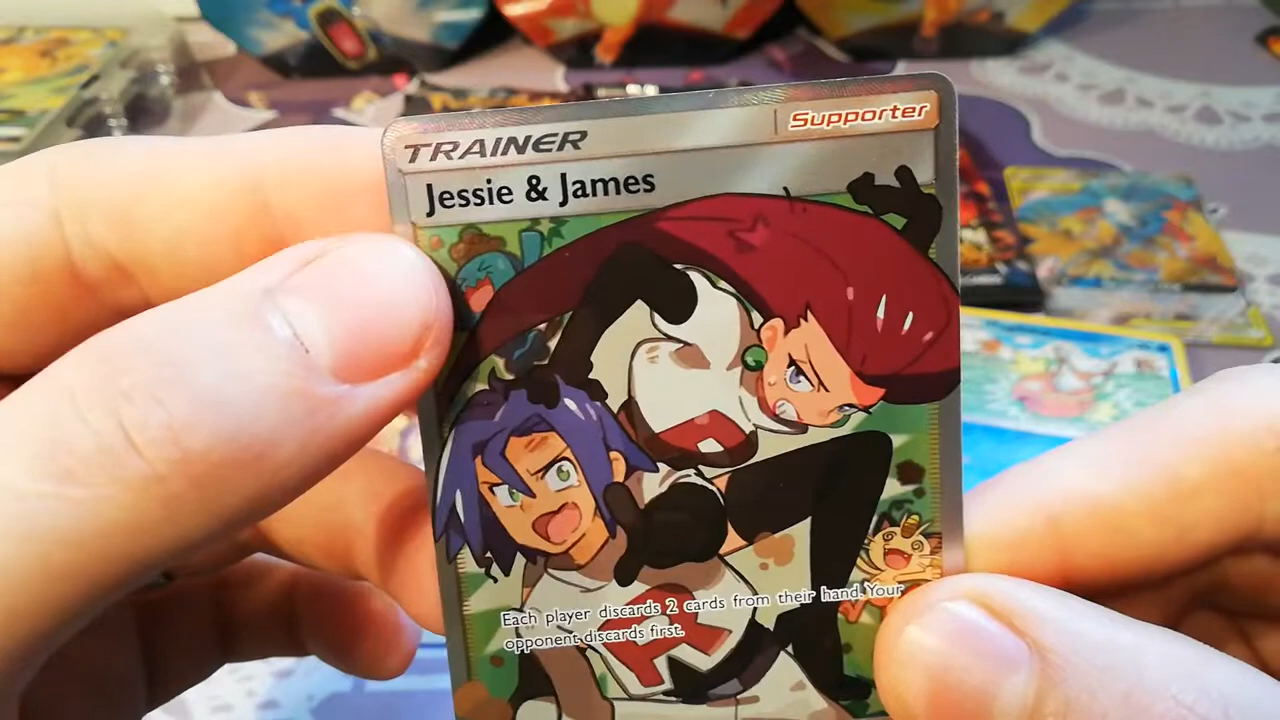 TRAINER
Supporter
Jessie & James
Each player discards 2 cards from their hand. Your
opponent discards first.
R